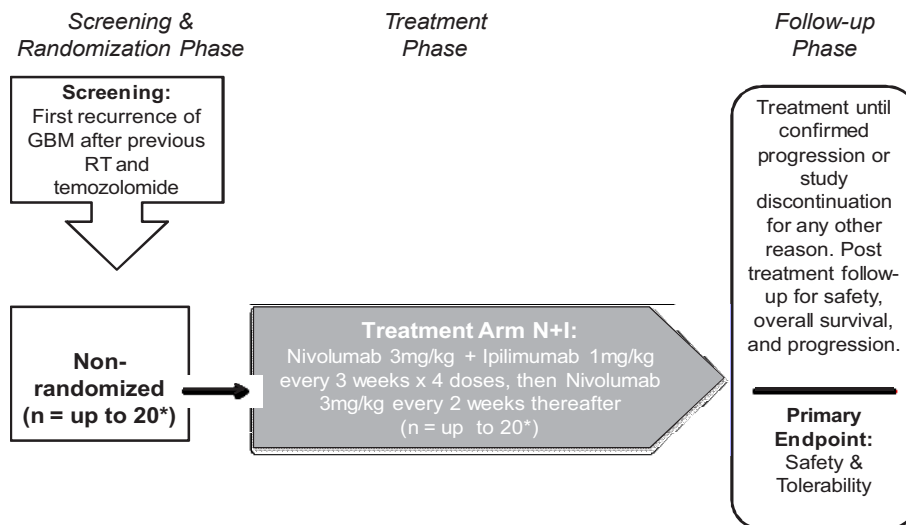 Screening &
Randomization Phase
Treatment
Phase
Follow-up
Phase
Screening:
First recurrence of
GBM after previous
RT and
temozolomide
Non-
randomized
(n = up to 20*)
Treatment Arm N+I:
Nivolumab 3mg/kg + Ipilimumab 1mg/kg
every 3 weeks x 4 doses, then Nivolumab
3mg/kg every 2 weeks thereafter
(n = up to 20*)
Treatment until
confirmed
progression or
study
discontinuation
for any other
reason. Post
treatment follow-
up for safety,
overall survival,
and progression.
Primary
Endpoint:
Safety &
Tolerability